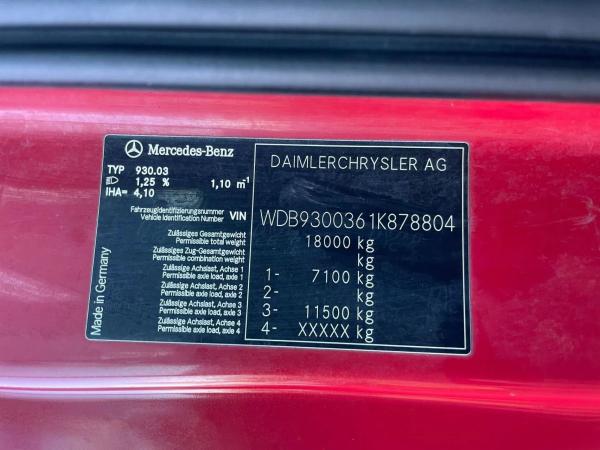 Mercedes-Benz
DAIMLERCHRYSLER AG
TYP 930.03
1,25 % 1,10 m⁻¹
IHA= 4,10
Fahrzeugidentifizierungsnummer
Vehicle Identification Number VIN WDB9300361K878804
Zulässiges Gesamtgewicht
Permissible total weight 18000 kg
Zulässiges Zug-Gesamtgewicht
Permissible combination weight kg
Zulässige Achslast, Achse 1
Permissible axle load, axle 1 1- 7100 kg
Zulässige Achslast, Achse 2
Permissible axle load, axle 2 2- kg
Zulässige Achslast, Achse 3
Permissible axle load, axle 3 3- 11500 kg
Zulässige Achslast, Achse 4
Permissible axle load, axle 4 4- XXXXX kg
Made in Germany